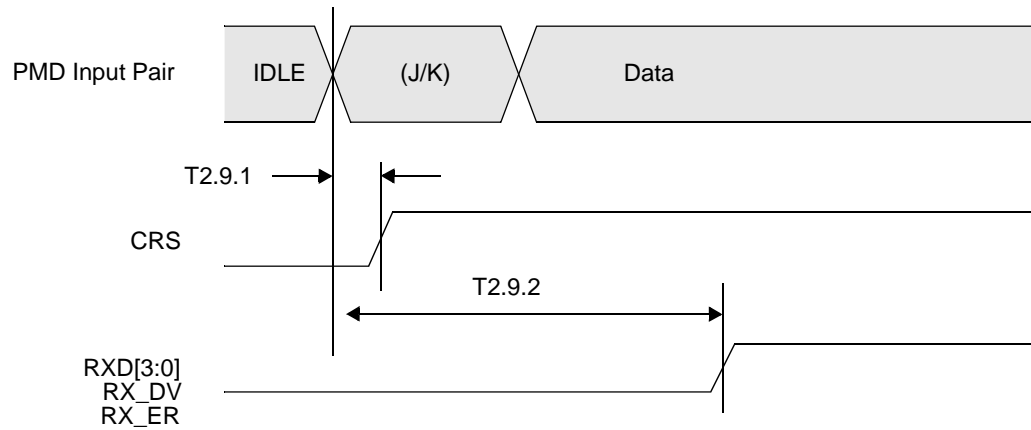 PMD Input Pair
IDLE
(J/K)
Data
T2.9.1
CRS
T2.9.2
RXD[3:0]
RX_DV
RX_ER